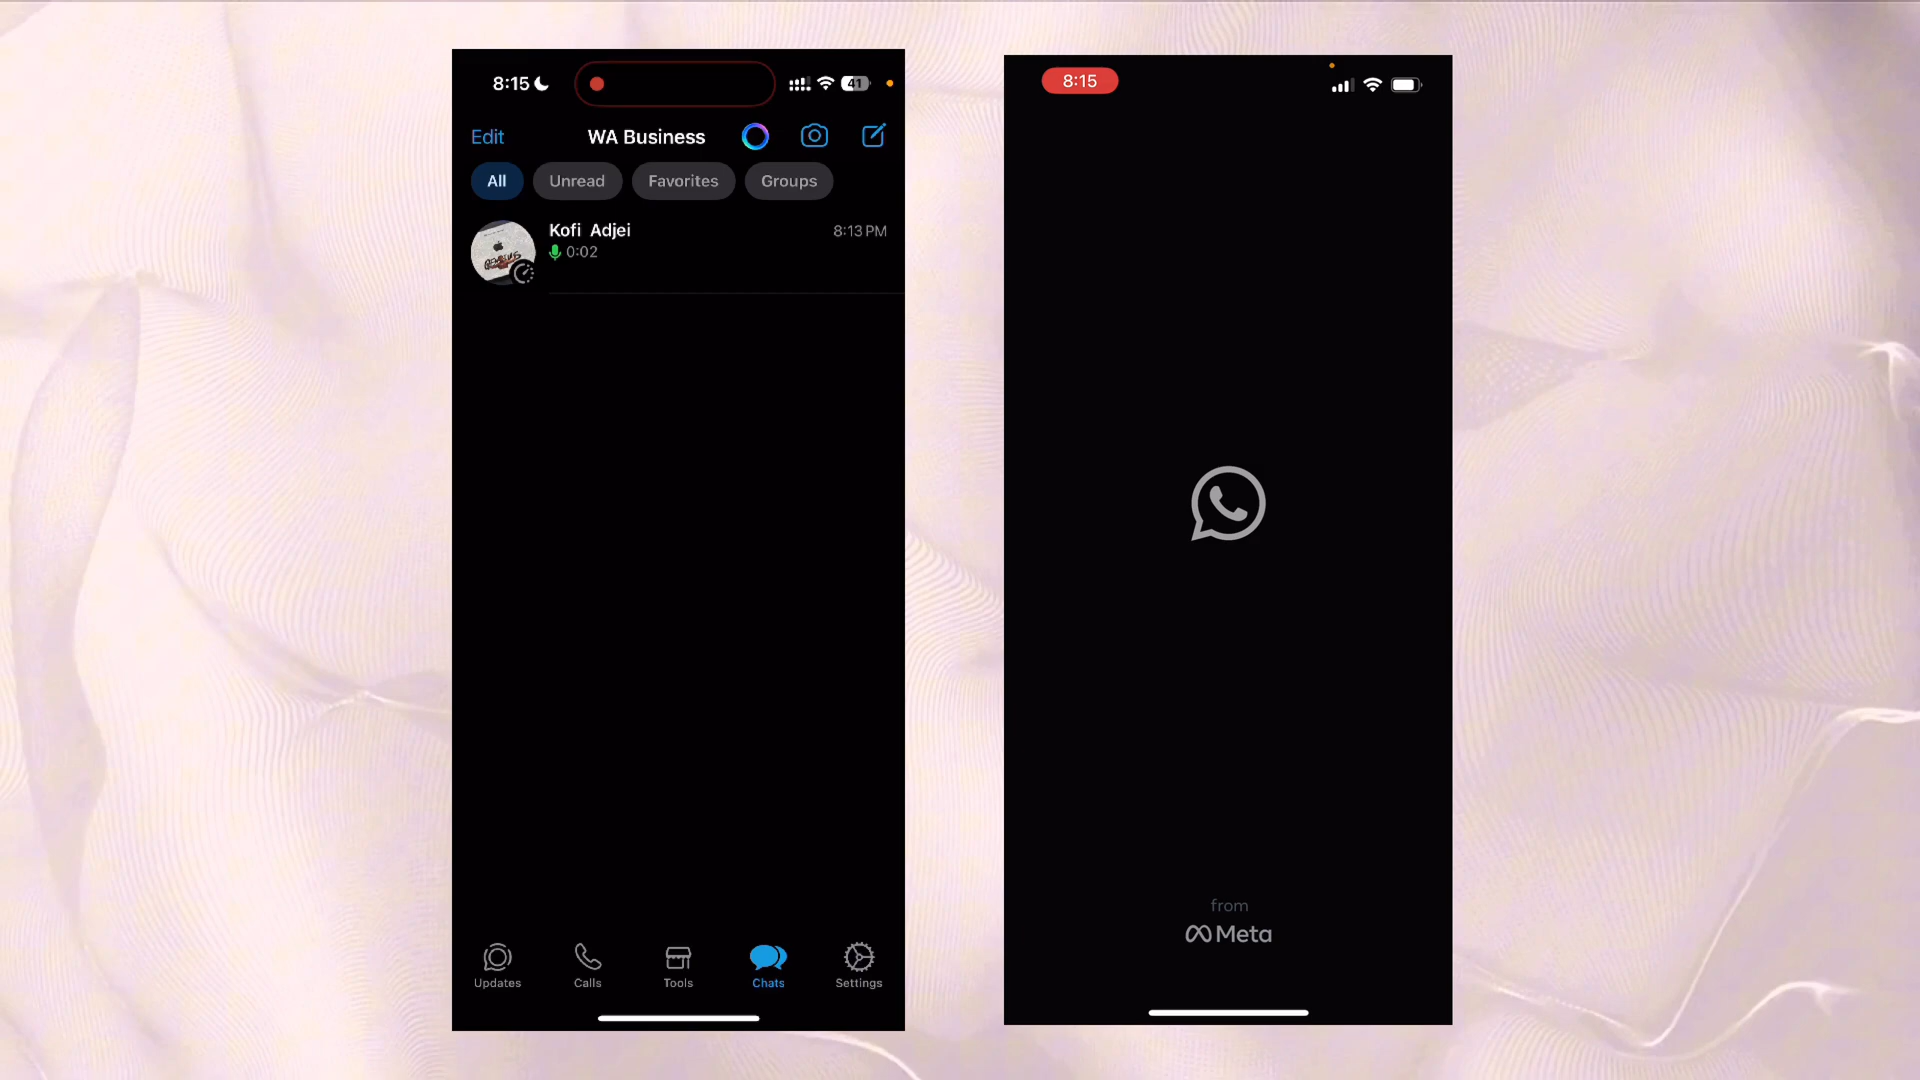 8:15
41
Edit
WA Business
All
Unread
Favorites
Groups
Kofi Adjei
8:13 PM
0:02
Updates
Calls
Tools
Chats
Settings
8:15
from
Meta